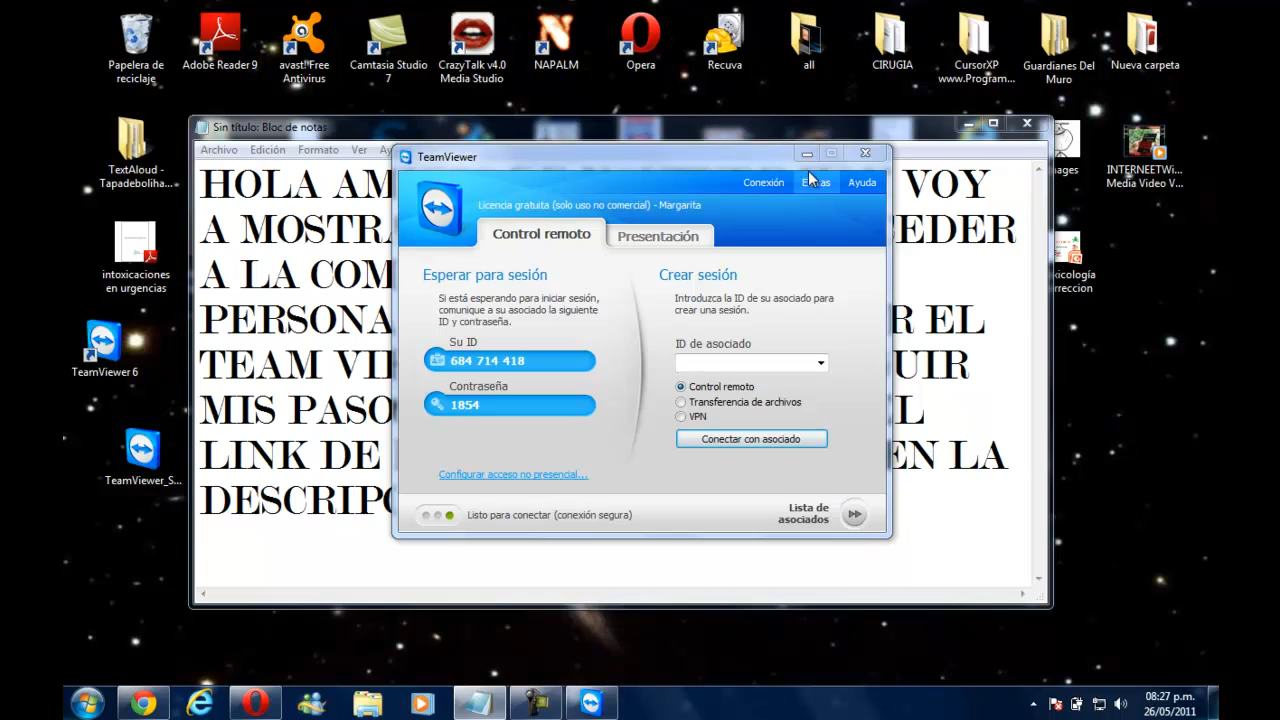 Papelera de reciclaje
Adobe Reader 9
avast! Free Antivirus
Camtasia Studio 7
CrazyTalk v4.0 Media Studio
NAPALM
Opera
Recuva
all
CIRUGIA
CursorXP www.Program...
Guardianes Del Muro
Nueva carpeta
TextAloud - Tapadeboliha...
intoxicaciones en urgencias
TeamViewer 6
TeamViewer_S...
INTERNEETWi... Media Video V...
Sin título: Bloc de notas
Archivo Edición Formato Ver
HOLA AM
VOY
A MOSTRA
EDER
A LA COM
PERSONA
R EL
TEAM VI
UIR
MIS PASO
L
LINK DE
EN LA
DESCRIPC
TeamViewer
Conexión
Ayuda
Licencia gratuita (solo uso no comercial) - Margarita
Control remoto
Presentación
Esperar para sesión
Si está esperando para iniciar sesión,
comunique a su asociado la siguiente
ID y contraseña.
Su ID
684 714 418
Contraseña
1854
Configurar acceso no presencial...
Crear sesión
Introduzca la ID de su asociado para
crear una sesión.
ID de asociado
Control remoto
Transferencia de archivos
VPN
Conectar con asociado
Listo para conectar (conexión segura)
Lista de
asociados
08:27 p.m.
26/05/2011